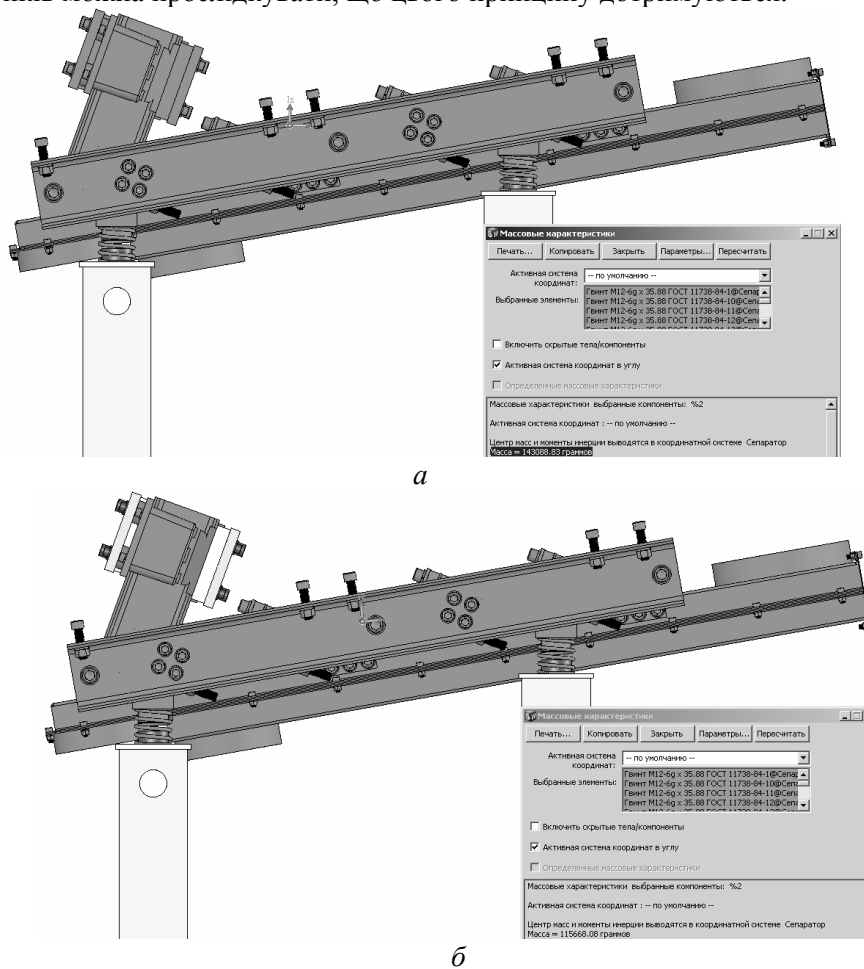 можна прослідкувати, що цього принципу дотримуються.
Массовые характеристики
Печать... Копировать Закрыть Параметры... Пересчитать
Активная система координат: -- по умолчанию --
Выбранные элементы:
Гвинт М12-6g x 35.88 ГОСТ 11738-84-1@Сепар
Гвинт М12-6g x 35.88 ГОСТ 11738-84-10@Сепа
Гвинт М12-6g x 35.88 ГОСТ 11738-84-11@Сепа
Гвинт М12-6g x 35.88 ГОСТ 11738-84-12@Сепа
Включить скрытые тела/компоненты
Активная система координат в углу
Определенные массовые характеристики
Массовые характеристики выбранные компоненты: %2
Активная система координат : -- по умолчанию --
Центр масс и моменты инерции выводятся в координатной системе Сепаратор
Масса = 143088.83 граммов
а
Массовые характеристики
Печать... Копировать Закрыть Параметры... Пересчитать
Активная система координат: -- по умолчанию --
Выбранные элементы:
Гвинт М12-6g x 35.88 ГОСТ 11738-84-1@Сепар
Гвинт М12-6g x 35.88 ГОСТ 11738-84-10@Сепа
Гвинт М12-6g x 35.88 ГОСТ 11738-84-11@Сепа
Гвинт М12-6g x 35.88 ГОСТ 11738-84-12@Сепа
Включить скрытые тела/компоненты
Активная система координат в углу
Определенные массовые характеристики
Массовые характеристики выбранные компоненты: %2
Активная система координат : -- по умолчанию --
Центр масс и моменты инерции выводятся в координатной системе Сепаратор
Масса = 115668.08 граммов
б